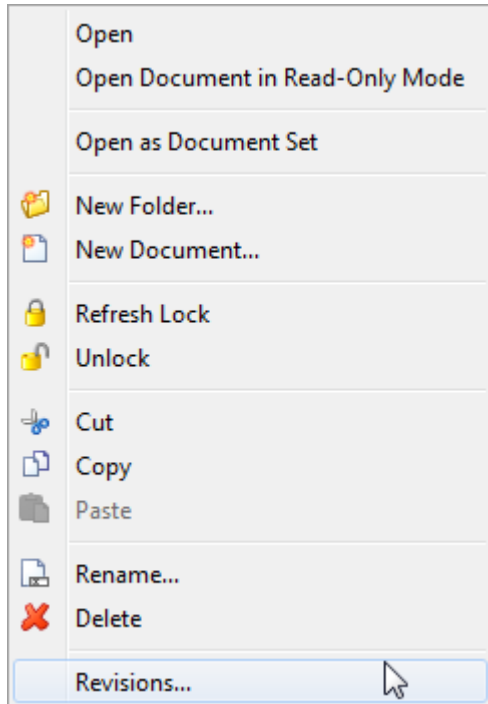 Open
Open Document in Read-Only Mode
Open as Document Set
New Folder...
New Document...
Refresh Lock
Unlock
Cut
Copy
Paste
Rename...
Delete
Revisions...